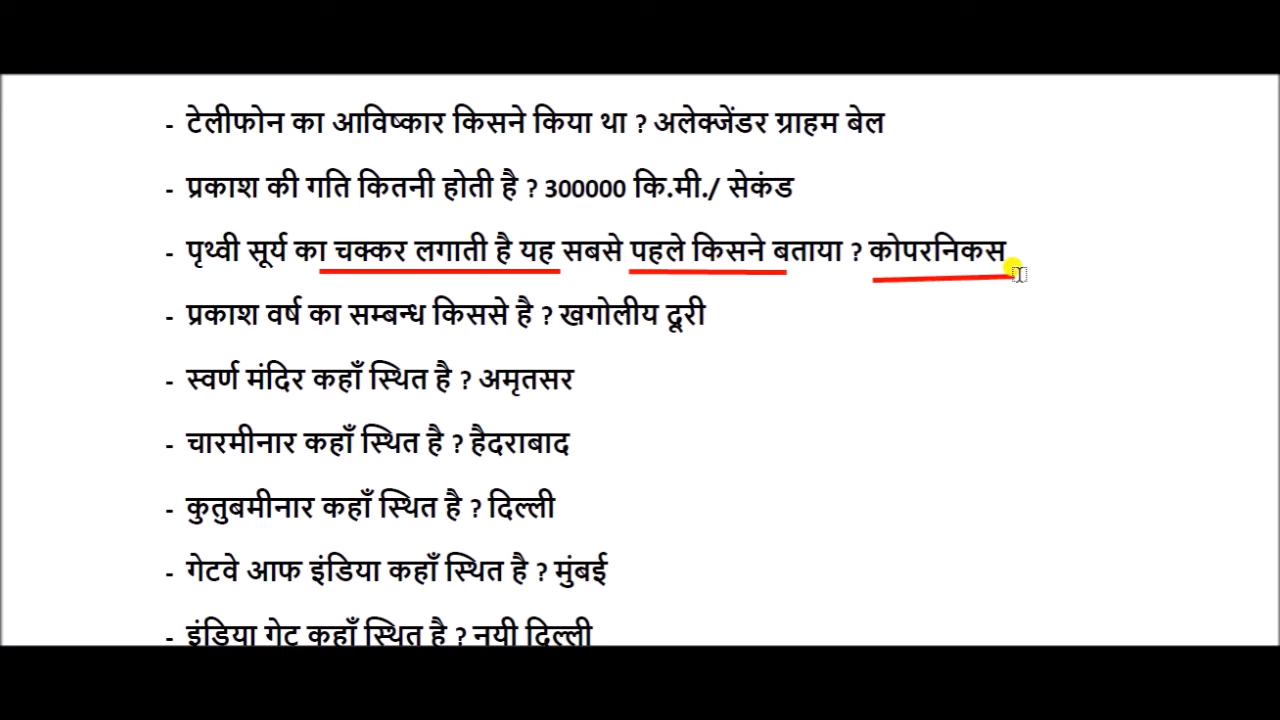 - टेलीफोन का आविष्कार किसने किया था ? अलेक्जेंडर ग्राहम बेल
- प्रकाश की गति कितनी होती है ? 300000 कि.मी./ सेकंड
- पृथ्वी सूर्य का चक्कर लगाती है यह सबसे पहले किसने बताया ? कोपरनिकस
- प्रकाश वर्ष का सम्बन्ध किससे है ? खगोलीय दूरी
- स्वर्ण मंदिर कहाँ स्थित है ? अमृतसर
- चारमीनार कहाँ स्थित है ? हैदराबाद
- कुतुबमीनार कहाँ स्थित है ? दिल्ली
- गेटवे आफ इंडिया कहाँ स्थित है ? मुंबई
- इंडिया गेट कहाँ स्थित है ? नयी दिल्ली